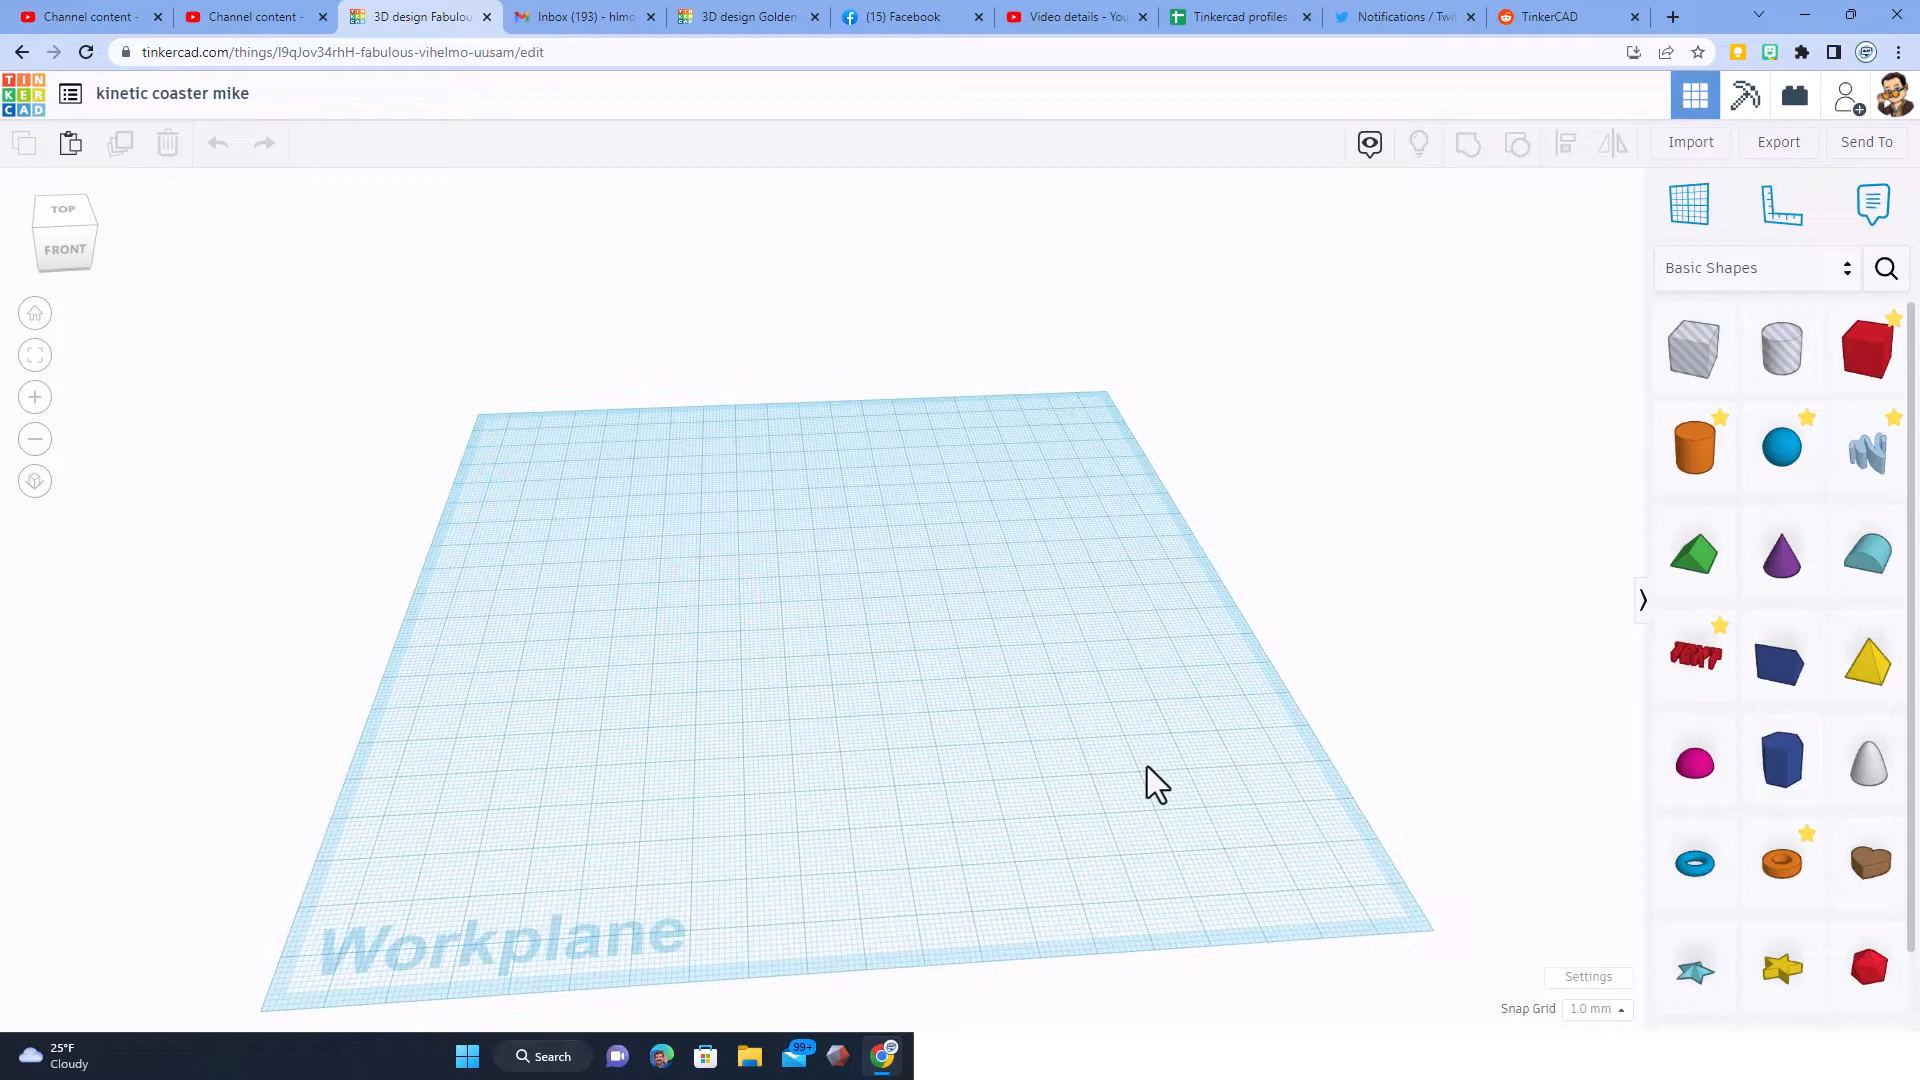 Channel content -
Channel content -
3D design Fabulou
Inbox (193) - hlmo
3D design Golden
(15) Facebook
Video details - You
Tinkercad profiles -
Notifications / Twit
TinkerCAD
tinkercad.com/things/l9qJov34rhH-fabulous-vihelmo-uusam/edit
TIN
KER
CAD
kinetic coaster mike
Import
Export
Send To
TOP
FRONT
Basic Shapes
TEXT
Workplane
Settings
Snap Grid
1.0 mm
25°F
Cloudy
Search
99+